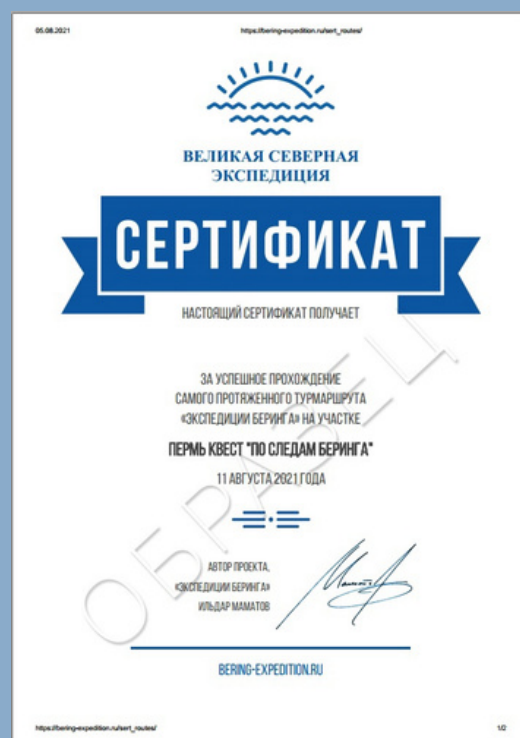 05.08.2021
https://bering-expedition.ru/sert_routes/
ВЕЛИКАЯ СЕВЕРНАЯ
ЭКСПЕДИЦИЯ
СЕРТИФИКАТ
НАСТОЯЩИЙ СЕРТИФИКАТ ПОЛУЧАЕТ
ЗА УСПЕШНОЕ ПРОХОЖДЕНИЕ
САМОГО ПРОТЯЖЕННОГО ТУРМАРШРУТА
«ЭКСПЕДИЦИИ БЕРИНГА» НА УЧАСТКЕ
ПЕРМЬ КВЕСТ "ПО СЛЕДАМ БЕРИНГА"
11 АВГУСТА 2021 ГОДА
ОБРАЗЕЦ
АВТОР ПРОЕКТА,
«ЭКСПЕДИЦИИ БЕРИНГА»
ИЛЬДАР МАМАТОВ
BERING-EXPEDITION.RU
https://bering-expedition.ru/sert_routes/
1/2